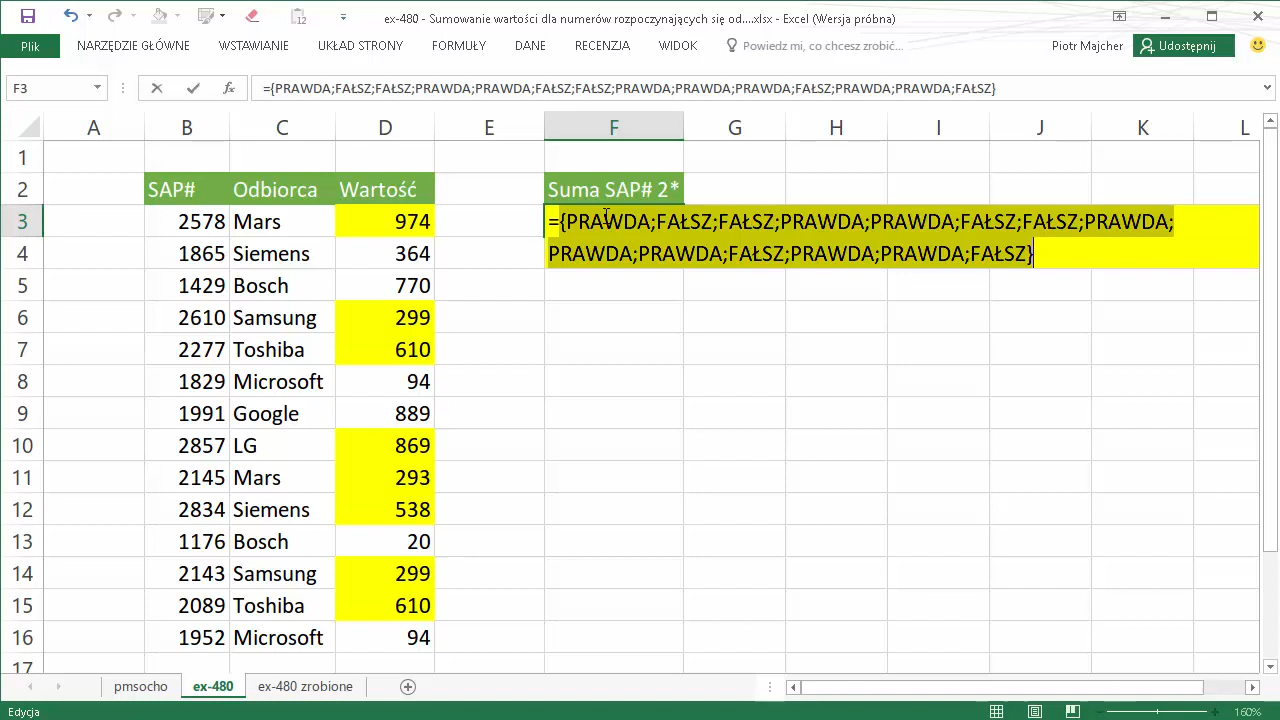 ex-480 - Sumowanie wartości dla numerów rozpoczynających się od....xlsx - Excel (Wersja próbna)
Plik NARZĘDZIE GŁÓWNE WSTAWIANIE UKŁAD STRONY FORMUŁY DANE RECENZJA WIDOK Powiedz mi, co chcesz zrobić... Piotr Majcher Udostępnij
F3 fx ={PRAWDA;FAŁSZ;FAŁSZ;PRAWDA;PRAWDA;FAŁSZ;FAŁSZ;PRAWDA;PRAWDA;PRAWDA;FAŁSZ;PRAWDA;PRAWDA;FAŁSZ}
A B C D E F G H I J K L
1
2 SAP# Odbiorca Wartość Suma SAP# 2*
3 2578 Mars 974 ={PRAWDA;FAŁSZ;FAŁSZ;PRAWDA;PRAWDA;FAŁSZ;FAŁSZ;PRAWDA;
4 1865 Siemens 364 PRAWDA;PRAWDA;FAŁSZ;PRAWDA;PRAWDA;FAŁSZ}
5 1429 Bosch 770
6 2610 Samsung 299
7 2277 Toshiba 610
8 1829 Microsoft 94
9 1991 Google 889
10 2857 LG 869
11 2145 Mars 293
12 2834 Siemens 538
13 1176 Bosch 20
14 2143 Samsung 299
15 2089 Toshiba 610
16 1952 Microsoft 94
17
pmsocho ex-480 ex-480 zrobione
Edycja 160%